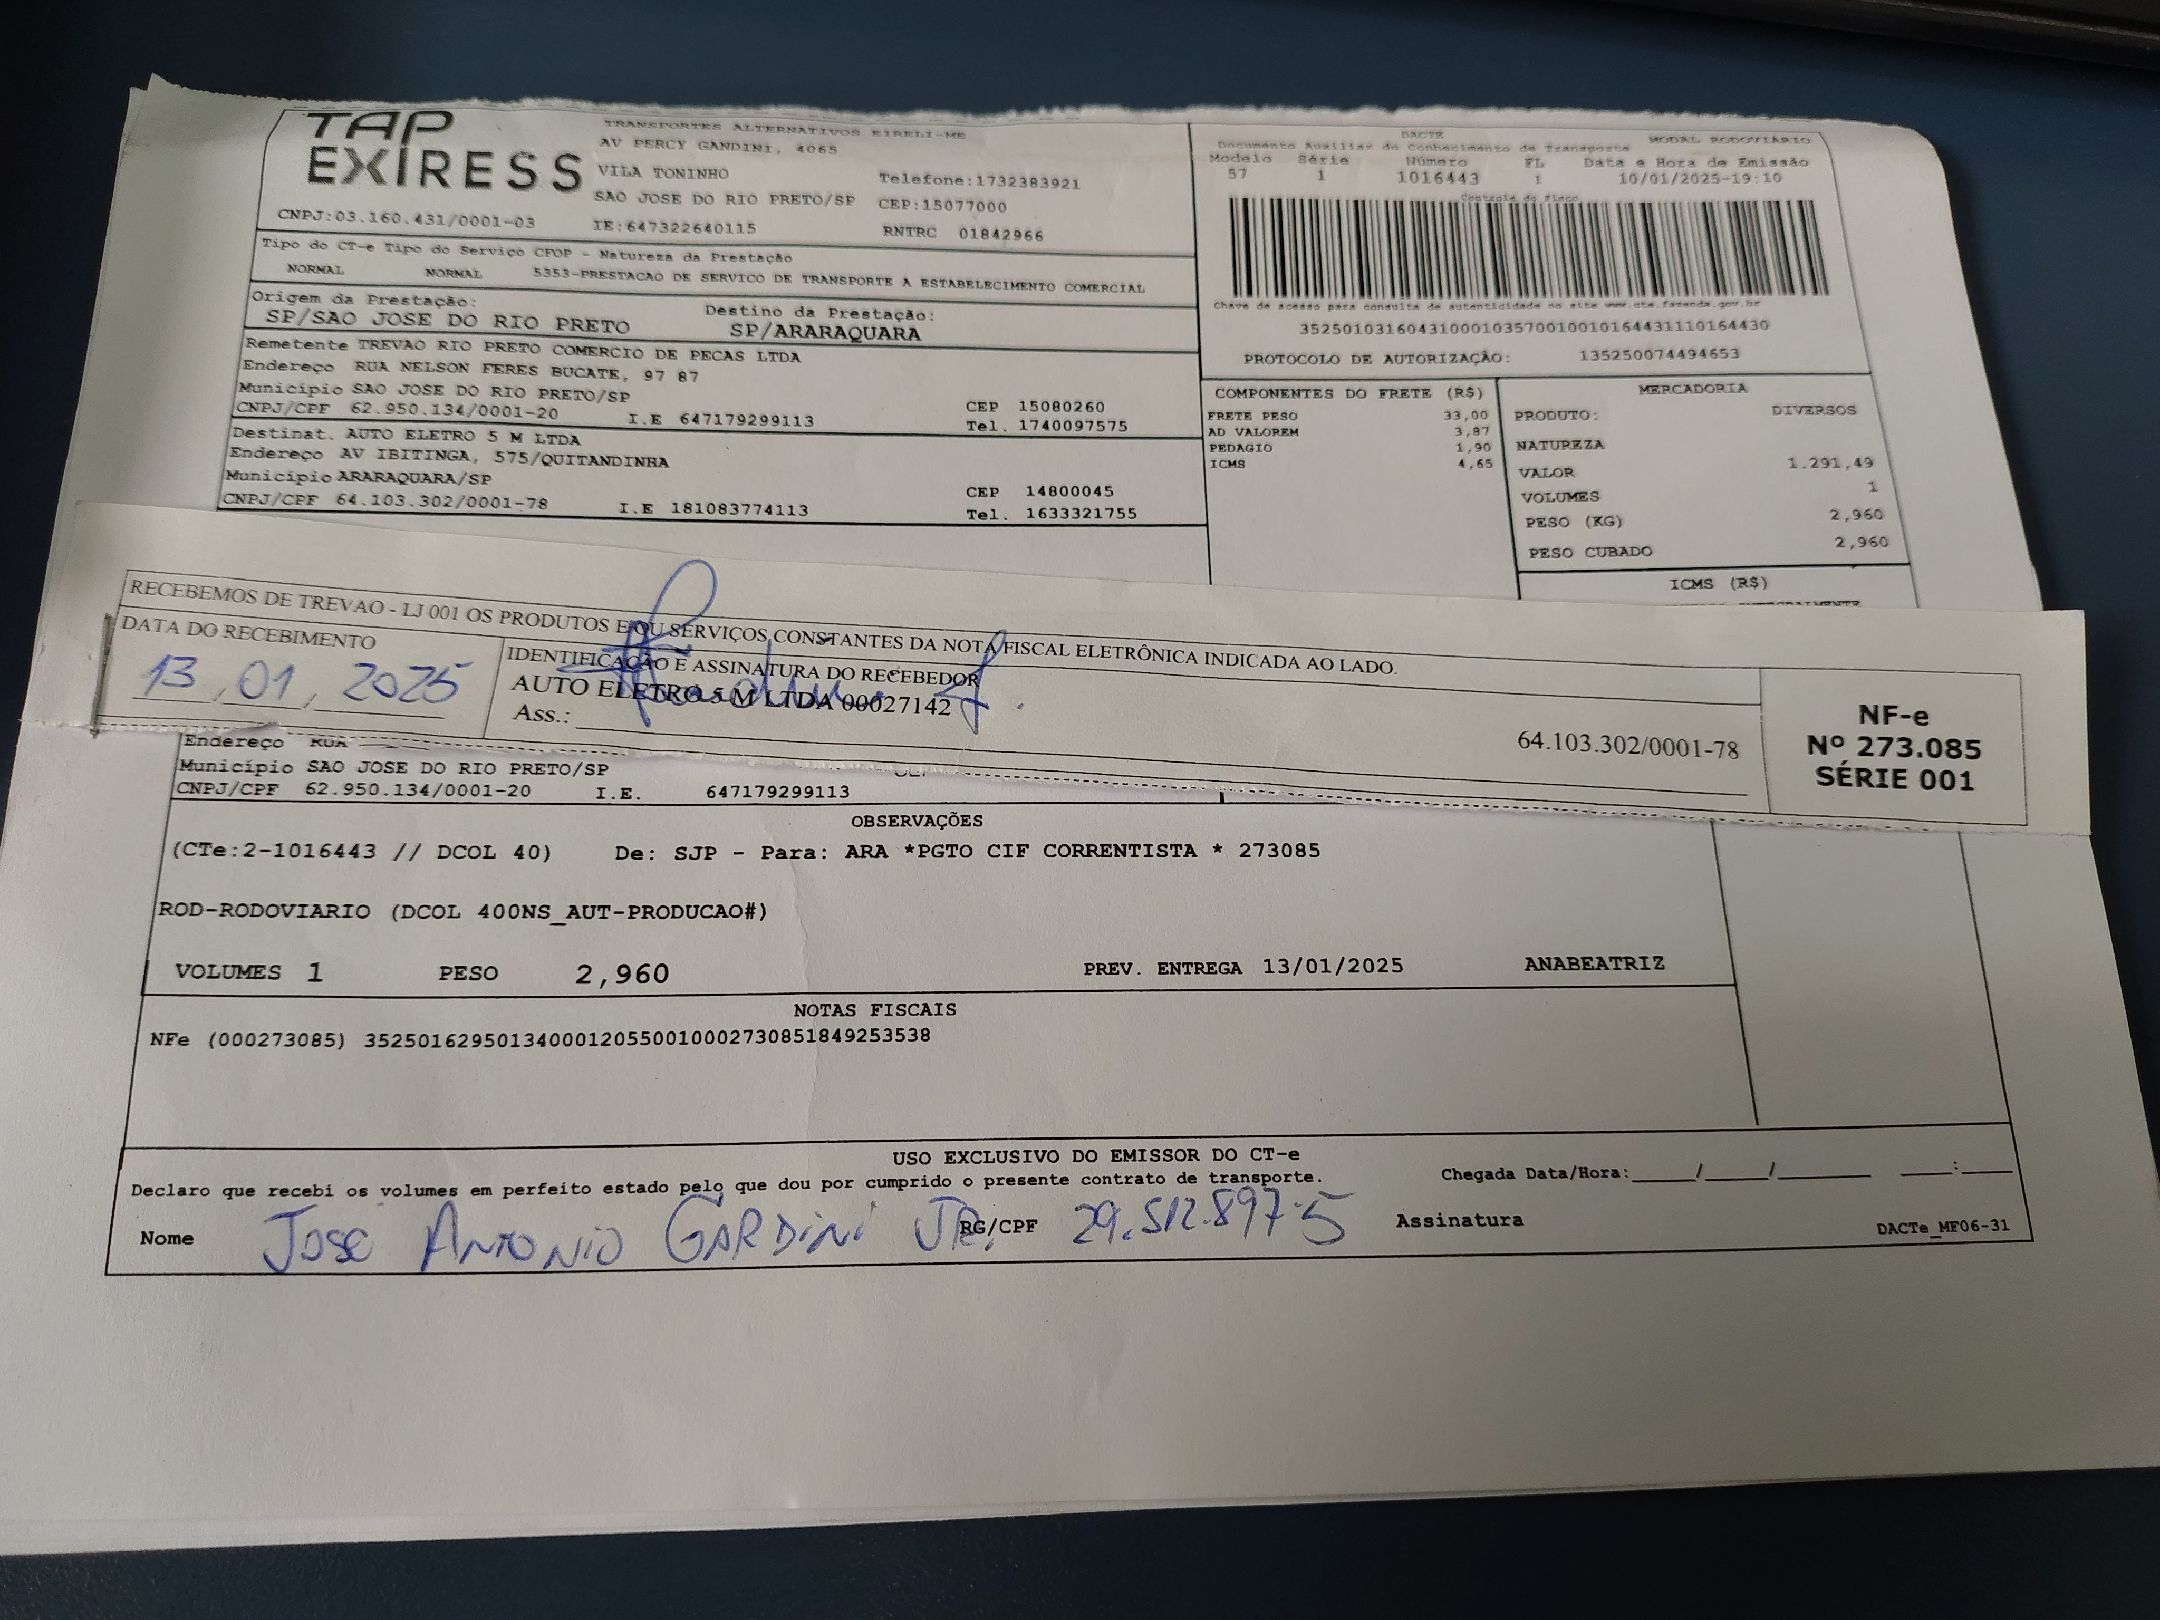 TAP EXIRESS
TRANSPORTES ALTERNATIVOS EIRELI-ME
AV PERCY GANDINI, 4065
VILA TONINHO Telefone:1732383921
SAO JOSE DO RIO PRETO/SP CEP:15077000
CNPJ:03.160.431/0001-03 IE:647322640115 RNTRC 01842966
Tipo do CT-e Tipo do Serviço CFOP - Natureza da Prestação
NORMAL NORMAL 5353-PRESTACAO DE SERVICO DE TRANSPORTE A ESTABELECIMENTO COMERCIAL
Origem da Prestação: Destino da Prestação:
SP/SAO JOSE DO RIO PRETO SP/ARARAQUARA
Remetente TREVAO RIO PRETO COMERCIO DE PECAS LTDA
Endereço RUA NELSON FERES BUCATE, 97 87
Município SAO JOSE DO RIO PRETO/SP CEP 15080260
CNPJ/CPF 62.950.134/0001-20 I.E 647179299113 Tel. 1740097575
Destinat. AUTO ELETRO 5 M LTDA
Endereço AV IBITINGA, 575/QUITANDINHA
Município ARARAQUARA/SP CEP 14800045
CNPJ/CPF 64.103.302/0001-78 I.E 181083774113 Tel. 1633321755
DACTE MODAL RODOVIÁRIO
Documento Auxiliar do Conhecimento de Transporte
Modelo Série Número FL Data e Hora de Emissão
57 1 1016443 1 10/01/2025-19:10
Controle do Fisco
Chave de acesso para consulta de autenticidade no site www.cte.fazenda.gov.br
35250103160431000103570010010164431110164430
PROTOCOLO DE AUTORIZAÇÃO: 135250074494653
COMPONENTES DO FRETE (R$)
FRETE PESO 33,00
AD VALOREM 3,87
PEDAGIO 1,90
ICMS 4,65
MERCADORIA
PRODUTO: DIVERSOS
NATUREZA
VALOR 1.291,49
VOLUMES 1
PESO (KG) 2,960
PESO CUBADO 2,960
ICMS (R$)
RECEBEMOS DE TREVAO - LJ 001 OS PRODUTOS E/OU SERVIÇOS CONSTANTES DA NOTA FISCAL ELETRÔNICA INDICADA AO LADO.
DATA DO RECEBIMENTO
13, 01, 2025
IDENTIFICAÇÃO E ASSINATURA DO RECEBEDOR
AUTO ELETRO 5 M LTDA 00027142
Ass.:
64.103.302/0001-78
NF-e
Nº 273.085
SÉRIE 001
Endereço RUA
Município SAO JOSE DO RIO PRETO/SP
CNPJ/CPF 62.950.134/0001-20 I.E. 647179299113
OBSERVAÇÕES
(CTe:2-1016443 // DCOL 40) De: SJP - Para: ARA *PGTO CIF CORRENTISTA * 273085
ROD-RODOVIARIO (DCOL 400NS_AUT-PRODUCAO#)
VOLUMES 1 PESO 2,960 PREV. ENTREGA 13/01/2025 ANABEATRIZ
NOTAS FISCAIS
NFe (000273085) 35250162950134000120550010002730851849253538
USO EXCLUSIVO DO EMISSOR DO CT-e
Declaro que recebi os volumes em perfeito estado pelo que dou por cumprido o presente contrato de transporte. Chegada Data/Hora:_____/_____/_______ ____:____
Nome JOSÉ ANTONIO GARDINI JR. RG/CPF 29.512.897-5 Assinatura DACTe_MF06-31